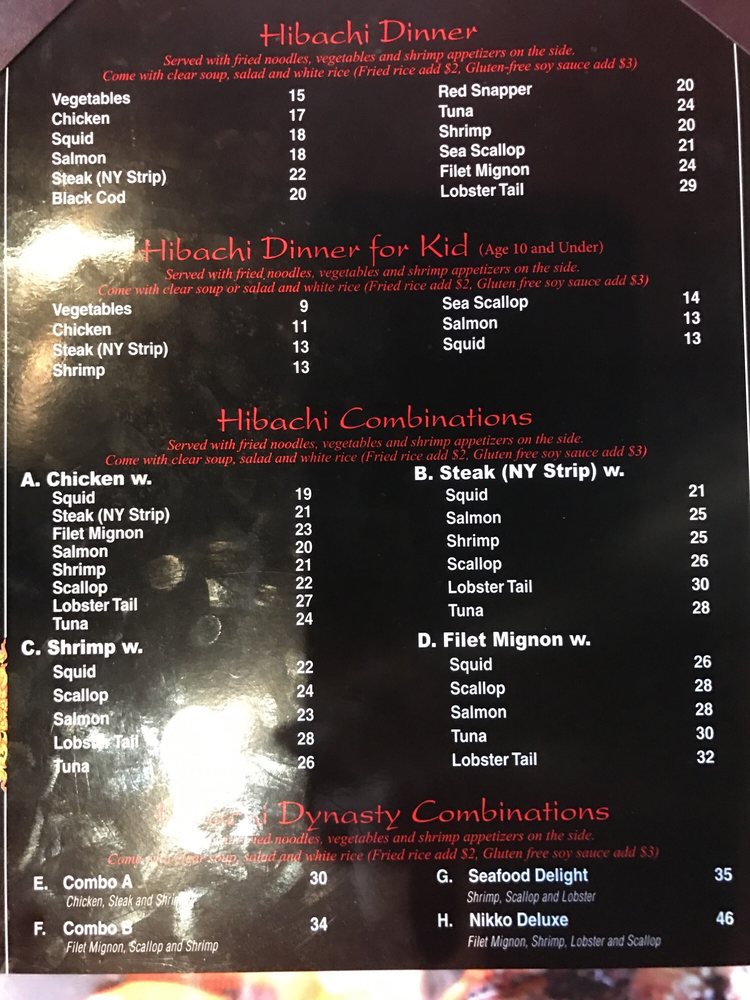 Hibachi Dinner
Served with fried noodles, vegetables and shrimp appetizers on the side.
Come with clear soup, salad and white rice (Fried rice add $2, Gluten-free soy sauce add $3)
Vegetables 15
Chicken 17
Squid 18
Salmon 18
Steak (NY Strip) 22
Black Cod 20
Red Snapper 20
Tuna 24
Shrimp 20
Sea Scallop 21
Filet Mignon 24
Lobster Tail 29
Hibachi Dinner for Kid (Age 10 and Under)
Served with fried noodles, vegetables and shrimp appetizers on the side.
Come with clear soup or salad and white rice (Fried rice add $2, Gluten free soy sauce add $3)
Vegetables 9
Chicken 11
Steak (NY Strip) 13
Shrimp 13
Sea Scallop 14
Salmon 13
Squid 13
Hibachi Combinations
Served with fried noodles, vegetables and shrimp appetizers on the side.
Come with clear soup, salad and white rice (Fried rice add $2, Gluten free soy sauce add $3)
A. Chicken w.
Squid 19
Steak (NY Strip) 21
Filet Mignon 23
Salmon 20
Shrimp 21
Scallop 22
Lobster Tail 27
Tuna 24
B. Steak (NY Strip) w.
Squid 21
Salmon 25
Shrimp 25
Scallop 26
Lobster Tail 30
Tuna 28
C. Shrimp w.
Squid 22
Scallop 24
Salmon 23
Lobster Tail 28
Tuna 26
D. Filet Mignon w.
Squid 26
Scallop 28
Salmon 28
Tuna 30
Lobster Tail 32
Dynasty Combinations
noodles, vegetables and shrimp appetizers on the side.
Come clear soup, salad and white rice (Fried rice add $2, Gluten free soy sauce add $3)
E. Combo A 30
Chicken, Steak and Shrimp
F. Combo B 34
Filet Mignon, Scallop and Shrimp
G. Seafood Delight 35
Shrimp, Scallop and Lobster
H. Nikko Deluxe 46
Filet Mignon, Shrimp, Lobster and Scallop